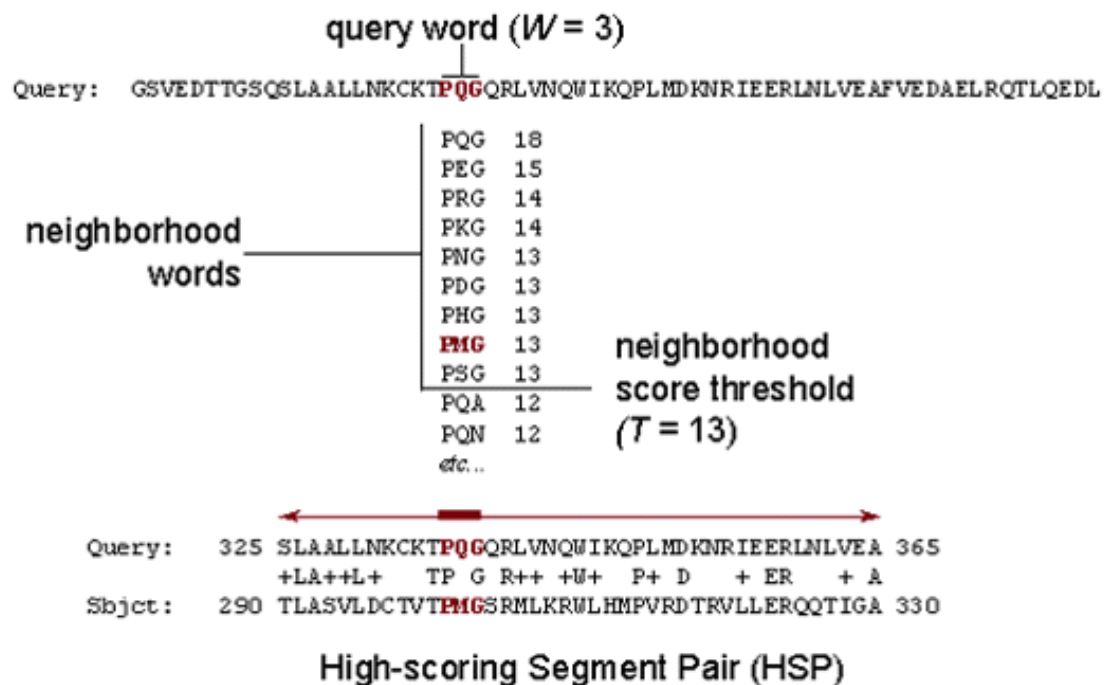 query word (W = 3)
Query: GSVEDTTGSQSLAALLNKCKTPQGQRLVNQWIKQPLMDKNRIEERLNLVEAFVEDAELRQTLQEDL
PQG 18
PEG 15
PRG 14
PKG 14
neighborhood words
PNG 13
PDG 13
PHG 13
PMG 13
PSG 13
neighborhood score threshold (T = 13)
PQA 12
PQN 12
etc...
Query: 325 SLAALLNKCKTPQGQRLVNQWIKQPLMDKNRIEERLNLVEA 365
+LA++L+ TP G R++ +W+ P+ D + ER + A
Sbjct: 290 TLASVLDCTVTPMGSRMLKRWLHMPVRDTRVLLERQQTIGA 330
High-scoring Segment Pair (HSP)